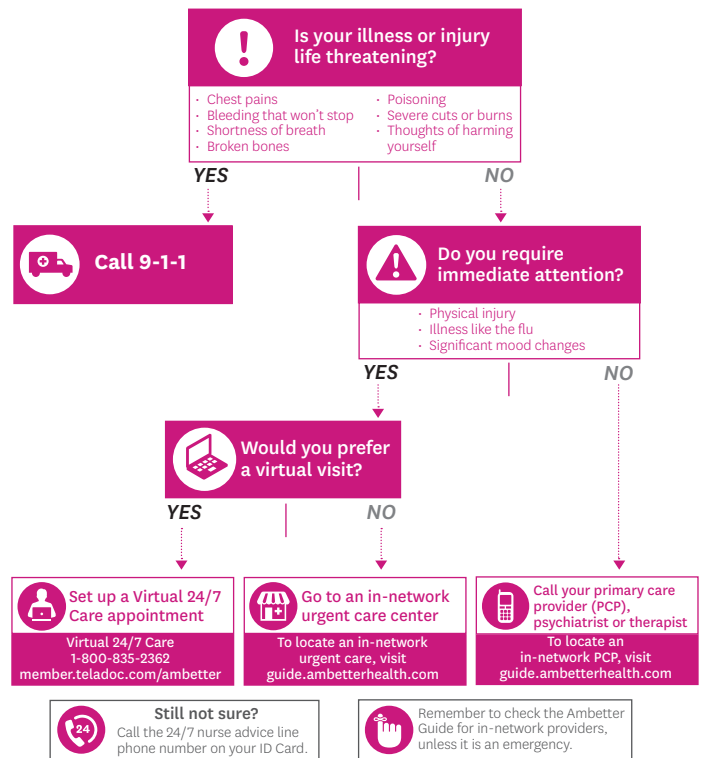 Is your illness or injury
life threatening?
· Chest pains
· Bleeding that won't stop
· Shortness of breath
· Broken bones
· Poisoning
· Severe cuts or burns
· Thoughts of harming
yourself
YES
NO
Call 9-1-1
Do you require
immediate attention?
· Physical injury
· Illness like the flu
· Significant mood changes
YES
NO
Would you prefer
a virtual visit?
YES
NO
Set up a Virtual 24/7
Care appointment
Virtual 24/7 Care
1-800-835-2362
member.teladoc.com/ambetter
Go to an in-network
urgent care center
To locate an in-network
urgent care, visit
guide.ambetterhealth.com
Call your primary care
provider (PCP),
psychiatrist or therapist
To locate an
in-network PCP, visit
guide.ambetterhealth.com
24
Still not sure?
Call the 24/7 nurse advice line
phone number on your ID Card.
Remember to check the Ambetter
Guide for in-network providers,
unless it is an emergency.